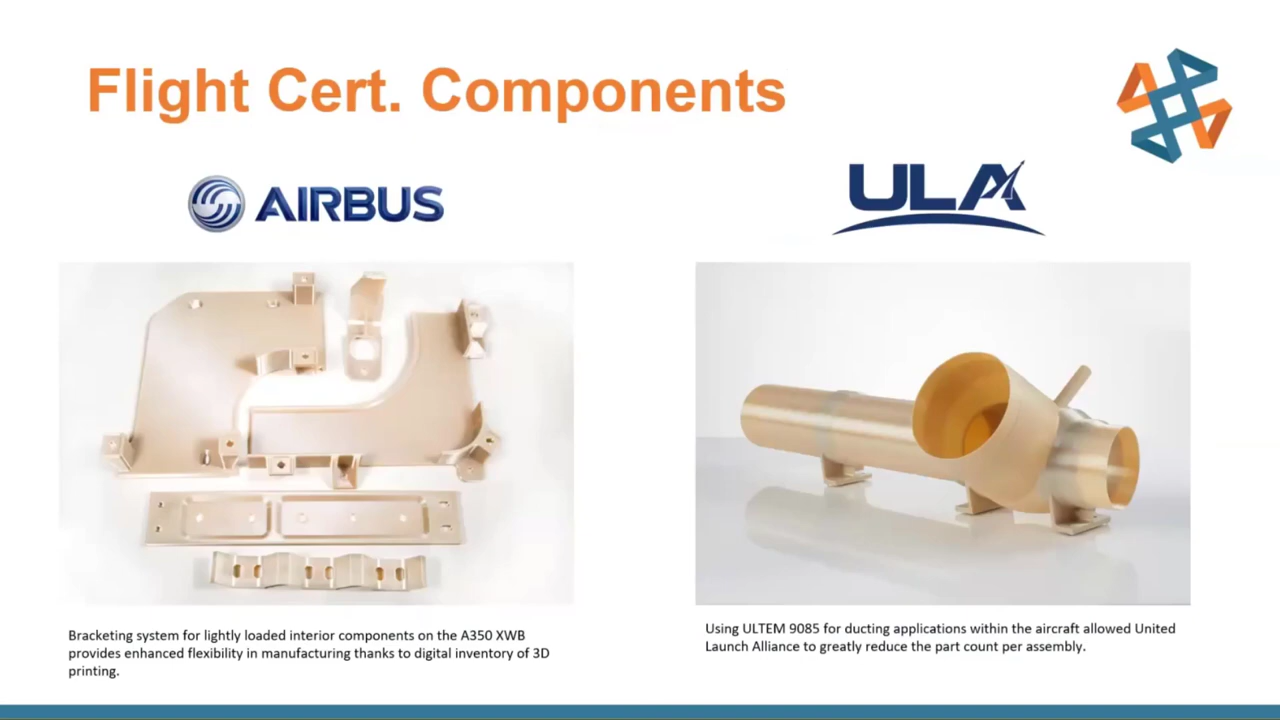 Flight Cert. Components
AIRBUS
ULA
Bracketing system for lightly loaded interior components on the A350 XWB
provides enhanced flexibility in manufacturing thanks to digital inventory of 3D
printing.
Using ULTEM 9085 for ducting applications within the aircraft allowed United
Launch Alliance to greatly reduce the part count per assembly.